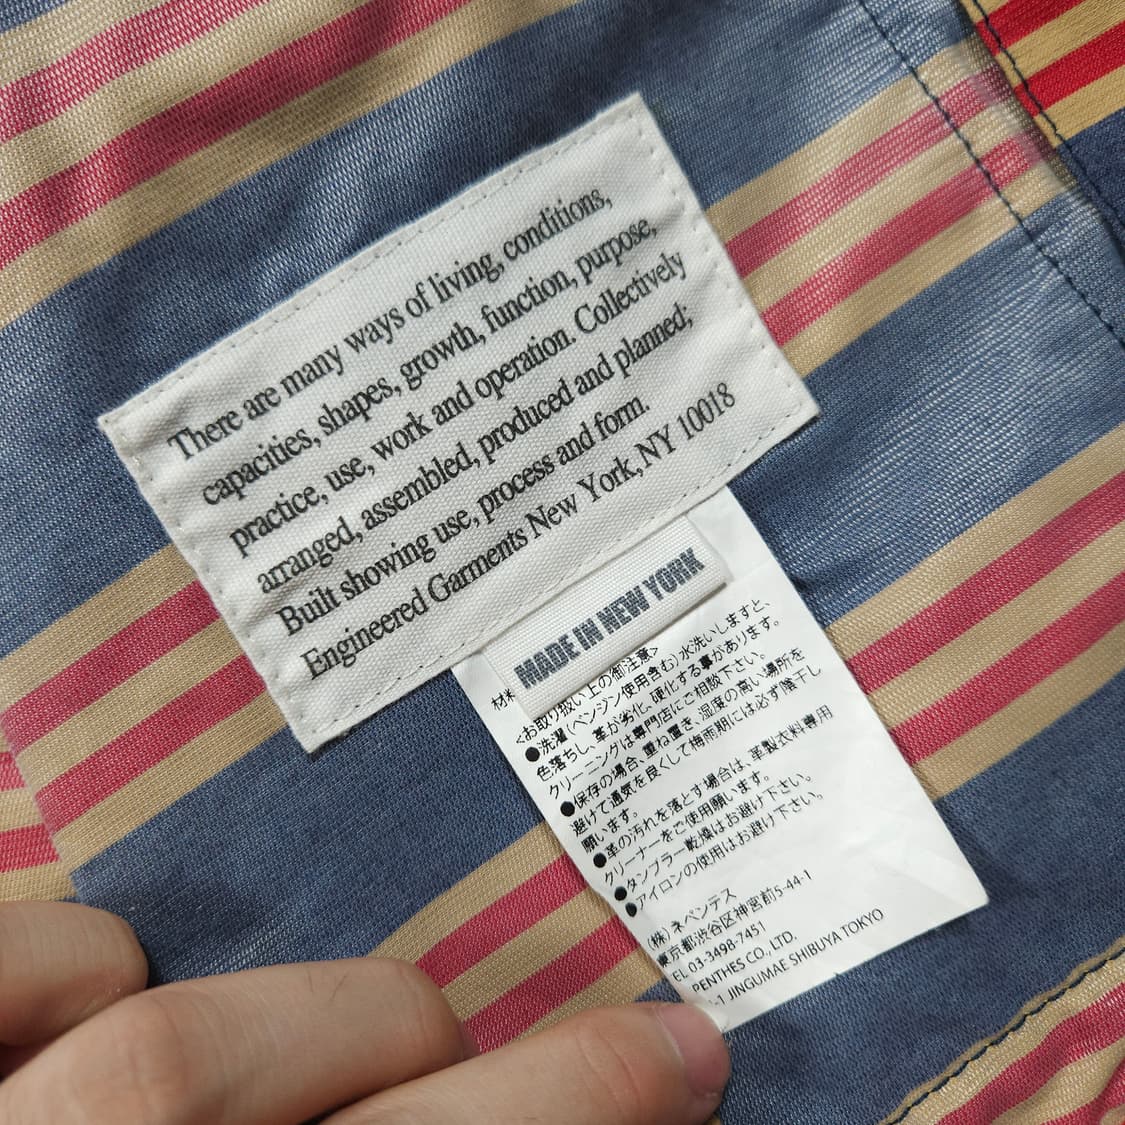 There are many ways of living, conditions,
capacities, shapes, growth, function, purpose,
practice, use, work and operation. Collectively
arranged, assembled, produced and planned;
Built showing use, process and form.
Engineered Garments New York, NY 10018
MADE IN NEW YORK
材料
<お取り扱い上の御注意>
●洗濯(ベンジン使用含む)水洗いしますと、
色落ちし、革が劣化、硬化する事があります。
クリーニングは専門店にご相談下さい。
●保存の場合、重ね置き、湿度の高い場所を
避けて通気を良くして梅雨期には必ず陰干し
願います。
●革の汚れを落とす場合は、革製衣料専用
クリーナーをご使用願います。
●タンブラー乾燥はお避け下さい。
●アイロンの使用はお避け下さい。
(株)ネペンテス
東京都渋谷区神宮前5-44-1
EL 03-3498-7451
PENTHES CO., LTD.
-1 JINGUMAE SHIBUYA TOKYO